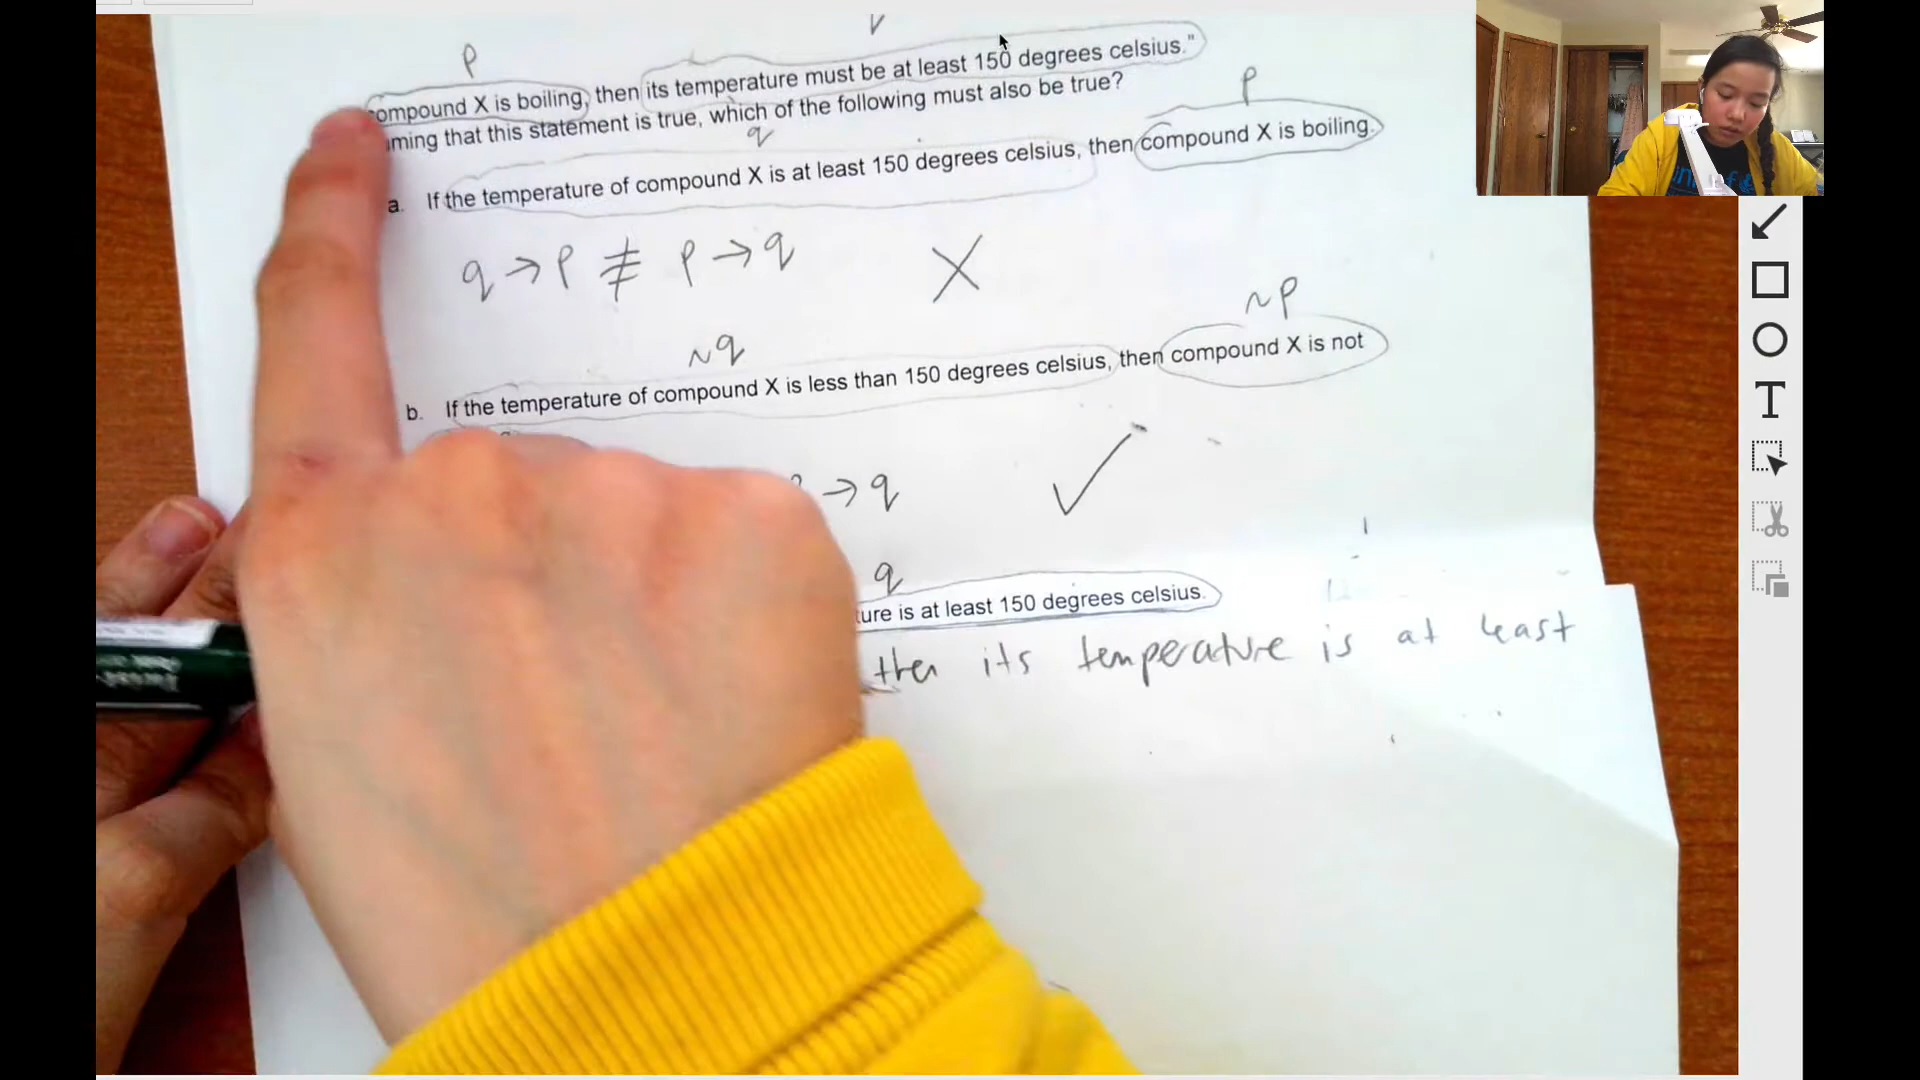 p
compound X is boiling, then its temperature must be at least 150 degrees celsius."
uming that this statement is true, which of the following must also be true?
q
p
a. If the temperature of compound X is at least 150 degrees celsius, then compound X is boiling.
q → p ≢ p → q X
~q
~p
b. If the temperature of compound X is less than 150 degrees celsius, then compound X is not
→ q ✓
q
ture is at least 150 degrees celsius.
then its temperature is at least
T